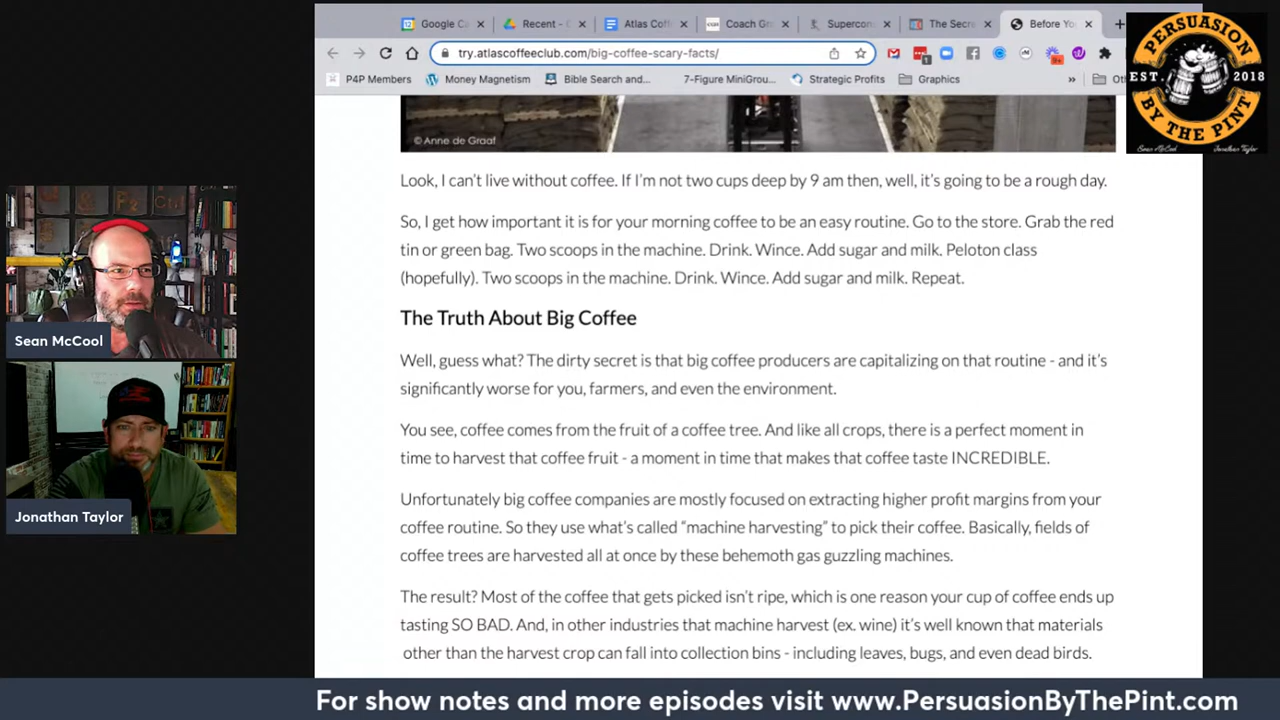 Google Ca
Recent -
Atlas Coff
Coach Gr
Supercon
The Secre
Before Yo
try.atlascoffeeclub.com/big-coffee-scary-facts/
P4P Members
Money Magnetism
Bible Search and...
7-Figure MiniGrou...
Strategic Profits
Graphics
»
PERSUASION
EST. 2018
BY THE PINT
Sean McCool Jonathan Taylor
© Anne de Graaf
Look, I can't live without coffee. If I'm not two cups deep by 9 am then, well, it's going to be a rough day.
So, I get how important it is for your morning coffee to be an easy routine. Go to the store. Grab the red
tin or green bag. Two scoops in the machine. Drink. Wince. Add sugar and milk. Peloton class
(hopefully). Two scoops in the machine. Drink. Wince. Add sugar and milk. Repeat.
The Truth About Big Coffee
Well, guess what? The dirty secret is that big coffee producers are capitalizing on that routine - and it's
significantly worse for you, farmers, and even the environment.
You see, coffee comes from the fruit of a coffee tree. And like all crops, there is a perfect moment in
time to harvest that coffee fruit - a moment in time that makes that coffee taste INCREDIBLE.
Unfortunately big coffee companies are mostly focused on extracting higher profit margins from your
coffee routine. So they use what's called “machine harvesting” to pick their coffee. Basically, fields of
coffee trees are harvested all at once by these behemoth gas guzzling machines.
The result? Most of the coffee that gets picked isn't ripe, which is one reason your cup of coffee ends up
tasting SO BAD. And, in other industries that machine harvest (ex. wine) it's well known that materials
other than the harvest crop can fall into collection bins - including leaves, bugs, and even dead birds.
Sean McCool
Jonathan Taylor
For show notes and more episodes visit www.PersuasionByThePint.com